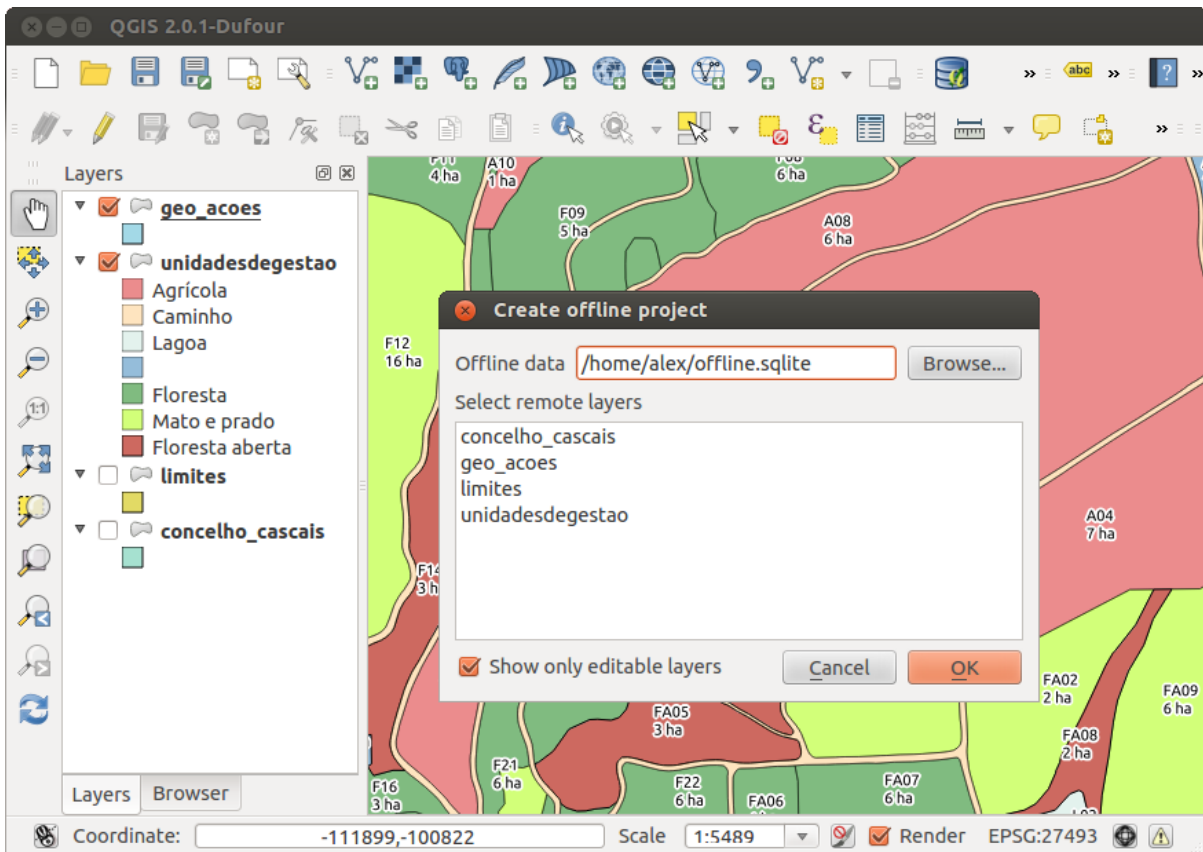 QGIS 2.0.1-Dufour
abc
?
Layers
geo_acoes
unidadesdegestao
Agrícola
Caminho
Lagoa
Floresta
Mato e prado
Floresta aberta
limites
concelho_cascais
Layers
Browser
F11
4 ha
A10
1 ha
6 ha
F09
5 ha
A08
6 ha
F12
16 ha
A04
7 ha
FA02
2 ha
FA09
6 ha
FA05
3 ha
FA08
2 ha
F21
6 ha
F16
3 ha
F22
6 ha
FA06
FA07
6 ha
Create offline project
Offline data
/home/alex/offline.sqlite
Browse...
Select remote layers
concelho_cascais
geo_acoes
limites
unidadesdegestao
Show only editable layers
Cancel
OK
1:1
Coordinate:
-111899,-100822
Scale
1:5489
Render
EPSG:27493